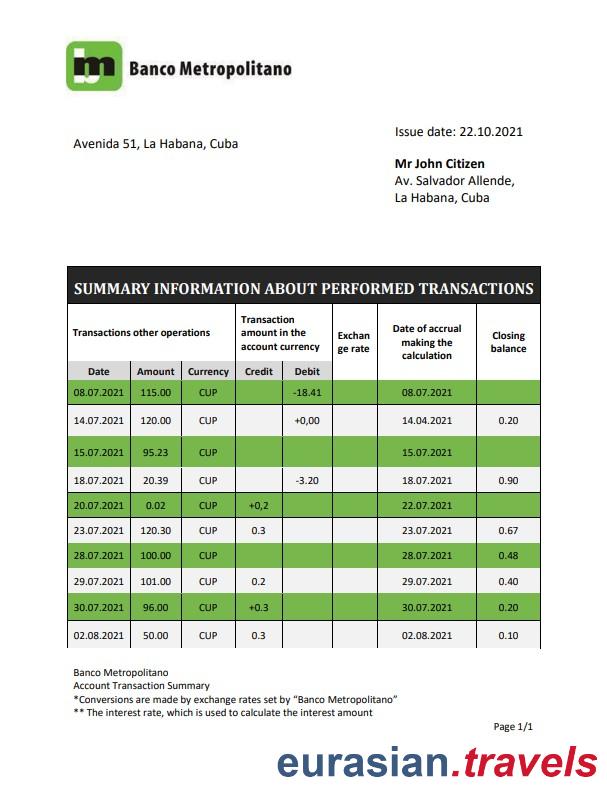 bm Banco Metropolitano
Issue date: 22.10.2021
Avenida 51, La Habana, Cuba
Mr John Citizen
Av. Salvador Allende,
La Habana, Cuba
SUMMARY INFORMATION ABOUT PERFORMED TRANSACTIONS
Transactions other operations
Transaction
amount in the
account currency
Exchan
ge rate
Date of accrual
making the
calculation
Closing
balance
Date Amount Currency Credit Debit
08.07.2021 115.00 CUP -18.41 08.07.2021
14.07.2021 120.00 CUP +0,00 14.04.2021 0.20
15.07.2021 95.23 CUP 15.07.2021
18.07.2021 20.39 CUP -3.20 18.07.2021 0.90
20.07.2021 0.02 CUP +0,2 22.07.2021
23.07.2021 120.30 CUP 0.3 23.07.2021 0.67
28.07.2021 100.00 CUP 28.07.2021 0.48
29.07.2021 101.00 CUP 0.2 29.07.2021 0.40
30.07.2021 96.00 CUP +0.3 30.07.2021 0.20
02.08.2021 50.00 CUP 0.3 02.08.2021 0.10
Banco Metropolitano
Account Transaction Summary
*Conversions are made by exchange rates set by “Banco Metropolitano”
** The interest rate, which is used to calculate the interest amount
Page 1/1
eurasian.travels